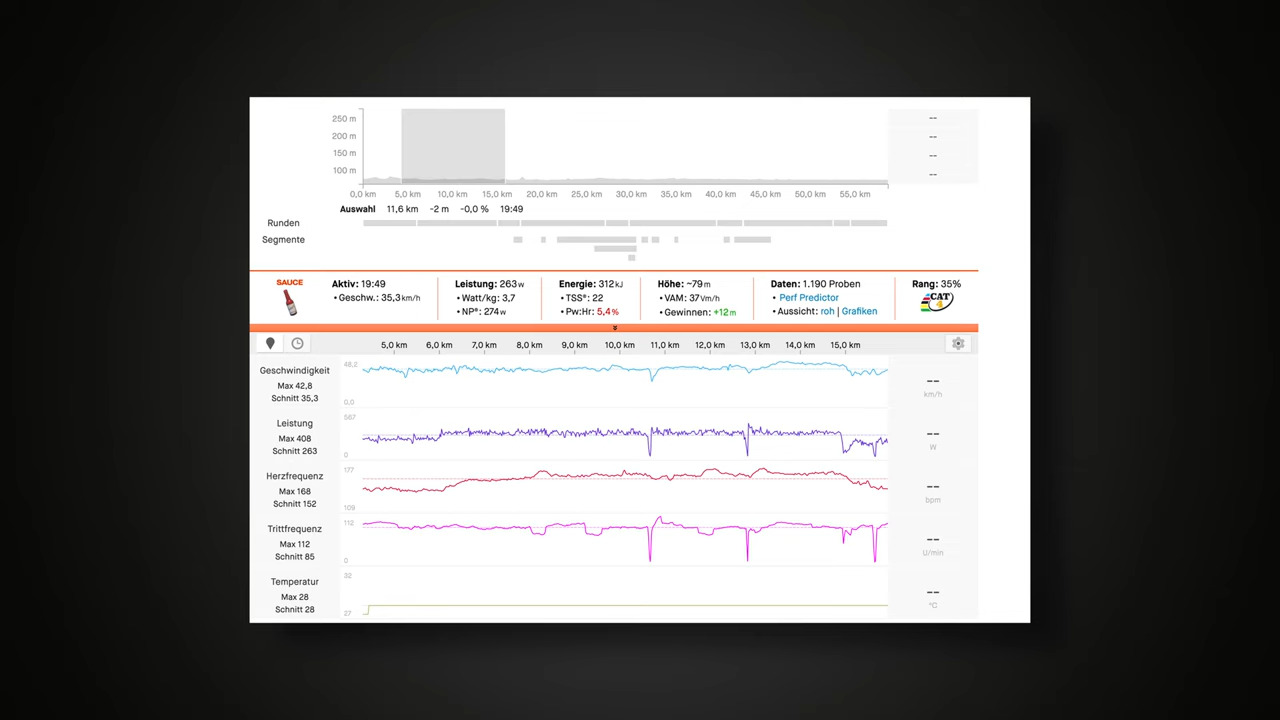 250 m
200 m
150 m
100 m
--
--
--
--
0,0 km 5,0 km 10,0 km 15,0 km 20,0 km 25,0 km 30,0 km 35,0 km 40,0 km 45,0 km 50,0 km 55,0 km
Auswahl 11,6 km -2 m -0,0 % 19:49
Runden
Segmente
SAUCE
Aktiv: 19:49
• Geschw.: 35,3 km/h
Leistung: 263 w
• Watt/kg: 3,7
• NP®: 274 w
Energie: 312 kJ
• TSS®: 22
• Pw:Hr: 5,4%
Höhe: ~79 m
• VAM: 37 Vm/h
• Gewinnen: +12 m
Daten: 1.190 Proben
• Perf Predictor
• Aussicht: roh | Grafiken
Rang: 35%
CAT 4
5,0 km 6,0 km 7,0 km 8,0 km 9,0 km 10,0 km 11,0 km 12,0 km 13,0 km 14,0 km 15,0 km
Geschwindigkeit
Max 42,8
Schnitt 35,3
48,2
0,0
--
km/h
Leistung
Max 408
Schnitt 263
567
0
--
W
Herzfrequenz
Max 168
Schnitt 152
177
109
--
bpm
Trittfrequenz
Max 112
Schnitt 85
112
0
--
U/min
Temperatur
Max 28
Schnitt 28
32
27
--
°C